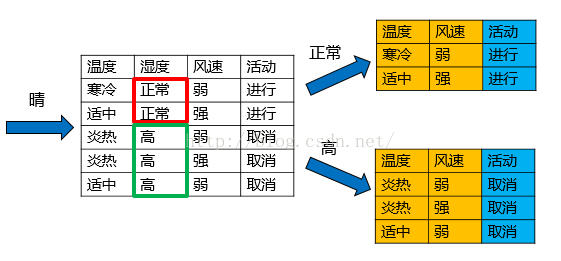 晴
温度 湿度 风速 活动
寒冷 正常 弱 进行
适中 正常 强 进行
炎热 高 弱 取消
炎热 高 强 取消
适中 高 弱 取消
正常
温度 风速 活动
寒冷 弱 进行
适中 强 进行
高
温度 风速 活动
炎热 弱 取消
炎热 强 取消
适中 弱 取消
http://blog.csdn.net/